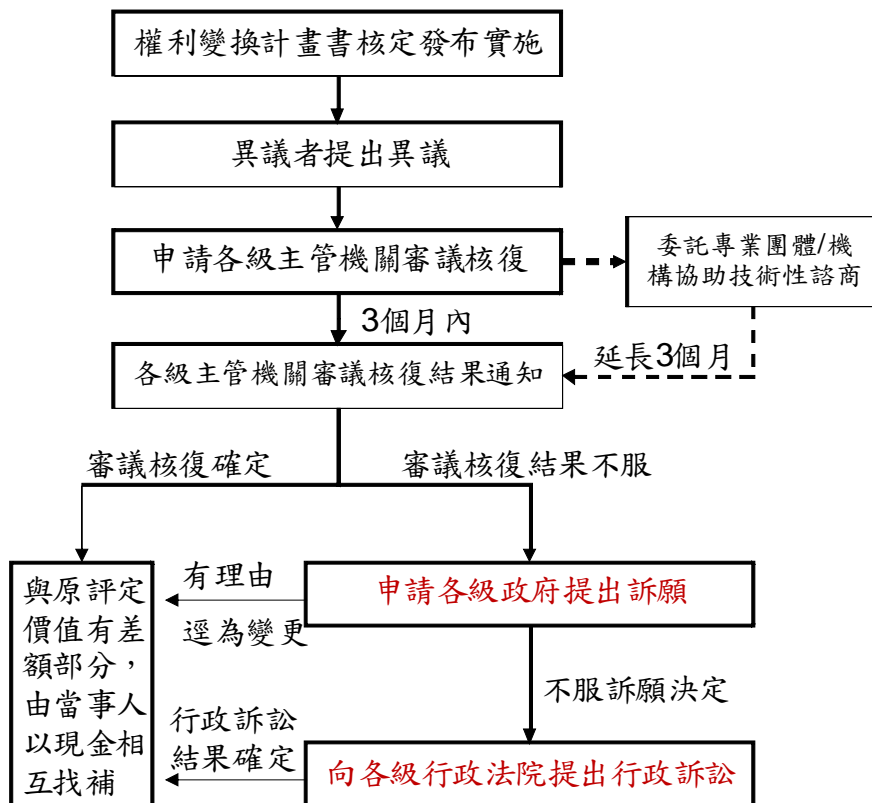 權利變換計畫書核定發布實施
異議者提出異議
申請各級主管機關審議核復
委託專業團體/機
構協助技術性諮商
3個月內
延長3個月
各級主管機關審議核復結果通知
審議核復確定
審議核復結果不服
與原評定
價值有差
額部分，
由當事人
以現金相
互找補
有理由
逕為變更
申請各級政府提出訴願
不服訴願決定
行政訴訟
結果確定
向各級行政法院提出行政訴訟